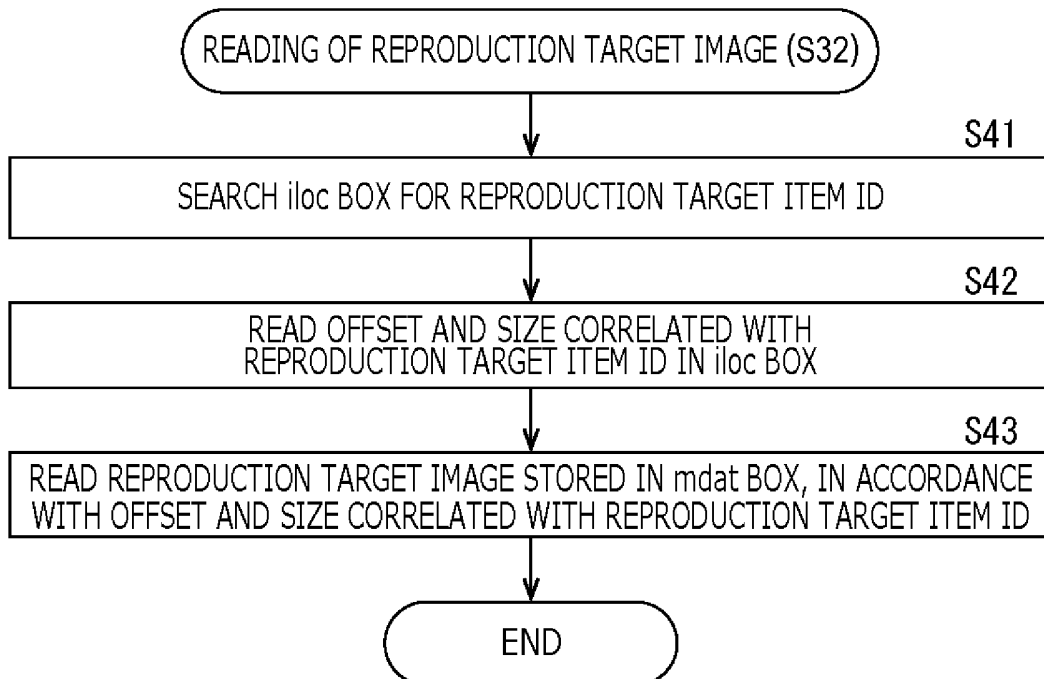 READING OF REPRODUCTION TARGET IMAGE (S32)
S41
SEARCH iloc BOX FOR REPRODUCTION TARGET ITEM ID
S42
READ OFFSET AND SIZE CORRELATED WITH
REPRODUCTION TARGET ITEM ID IN iloc BOX
S43
READ REPRODUCTION TARGET IMAGE STORED IN mdat BOX, IN ACCORDANCE
WITH OFFSET AND SIZE CORRELATED WITH REPRODUCTION TARGET ITEM ID
END